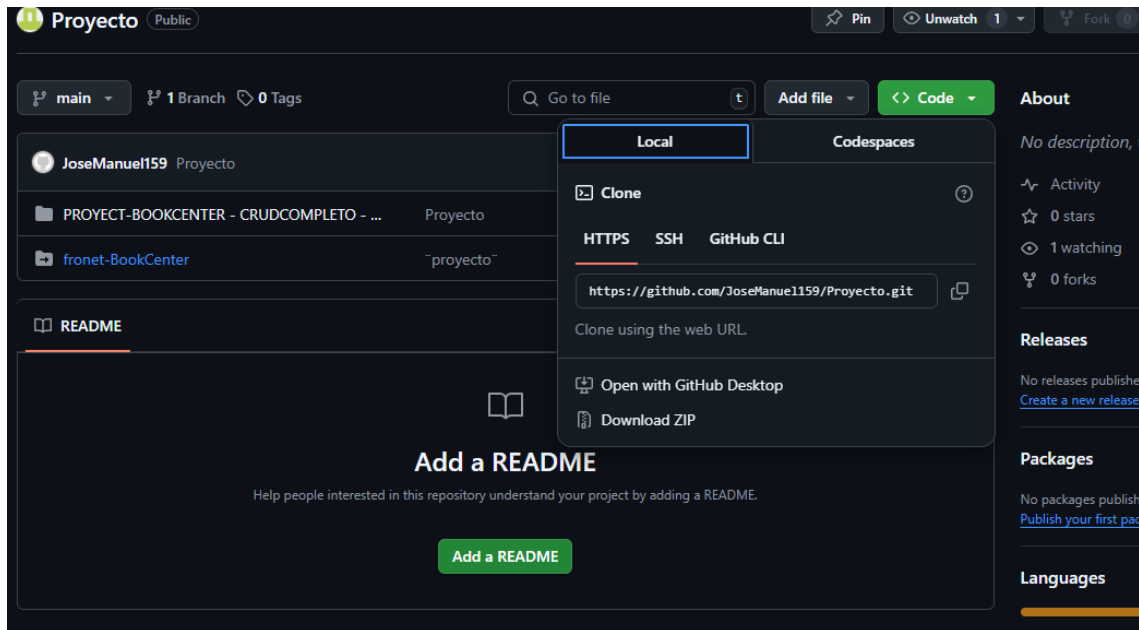 Proyecto Public
Pin
Unwatch 1
Fork 0
main
1 Branch
0 Tags
Go to file
t
Add file
Code
Local
Codespaces
Clone
HTTPS
SSH
GitHub CLI
https://github.com/JoseManuel159/Proyecto.git
Clone using the web URL.
Open with GitHub Desktop
Download ZIP
JoseManuel159 Proyecto
PROYECT-BOOKCENTER - CRUDCOMPLETO - ... Proyecto
fronet-BookCenter ¨proyecto¨
README
Add a README
Help people interested in this repository understand your project by adding a README.
Add a README
About
No description,
Activity
0 stars
1 watching
0 forks
Releases
No releases publishe
Create a new release
Packages
No packages publish
Publish your first pac
Languages